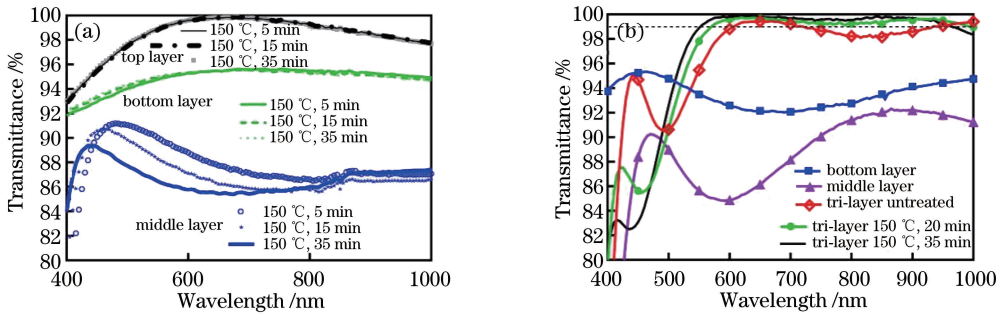 (a)
150 ℃, 5 min
150 ℃, 15 min
top layer
150 ℃, 35 min
bottom layer
150 ℃, 5 min
150 ℃, 15 min
150 ℃, 35 min
middle layer
150 ℃, 5 min
150 ℃, 15 min
150 ℃, 35 min
Transmittance /%
100
98
96
94
92
90
88
86
84
82
80
400
600
800
1000
Wavelength /nm
(b)
bottom layer
middle layer
tri-layer untreated
tri-layer 150 ℃, 20 min
tri-layer 150 ℃, 35 min
Transmittance /%
100
98
96
94
92
90
88
86
84
82
80
400
500
600
700
800
900
1000
Wavelength /nm